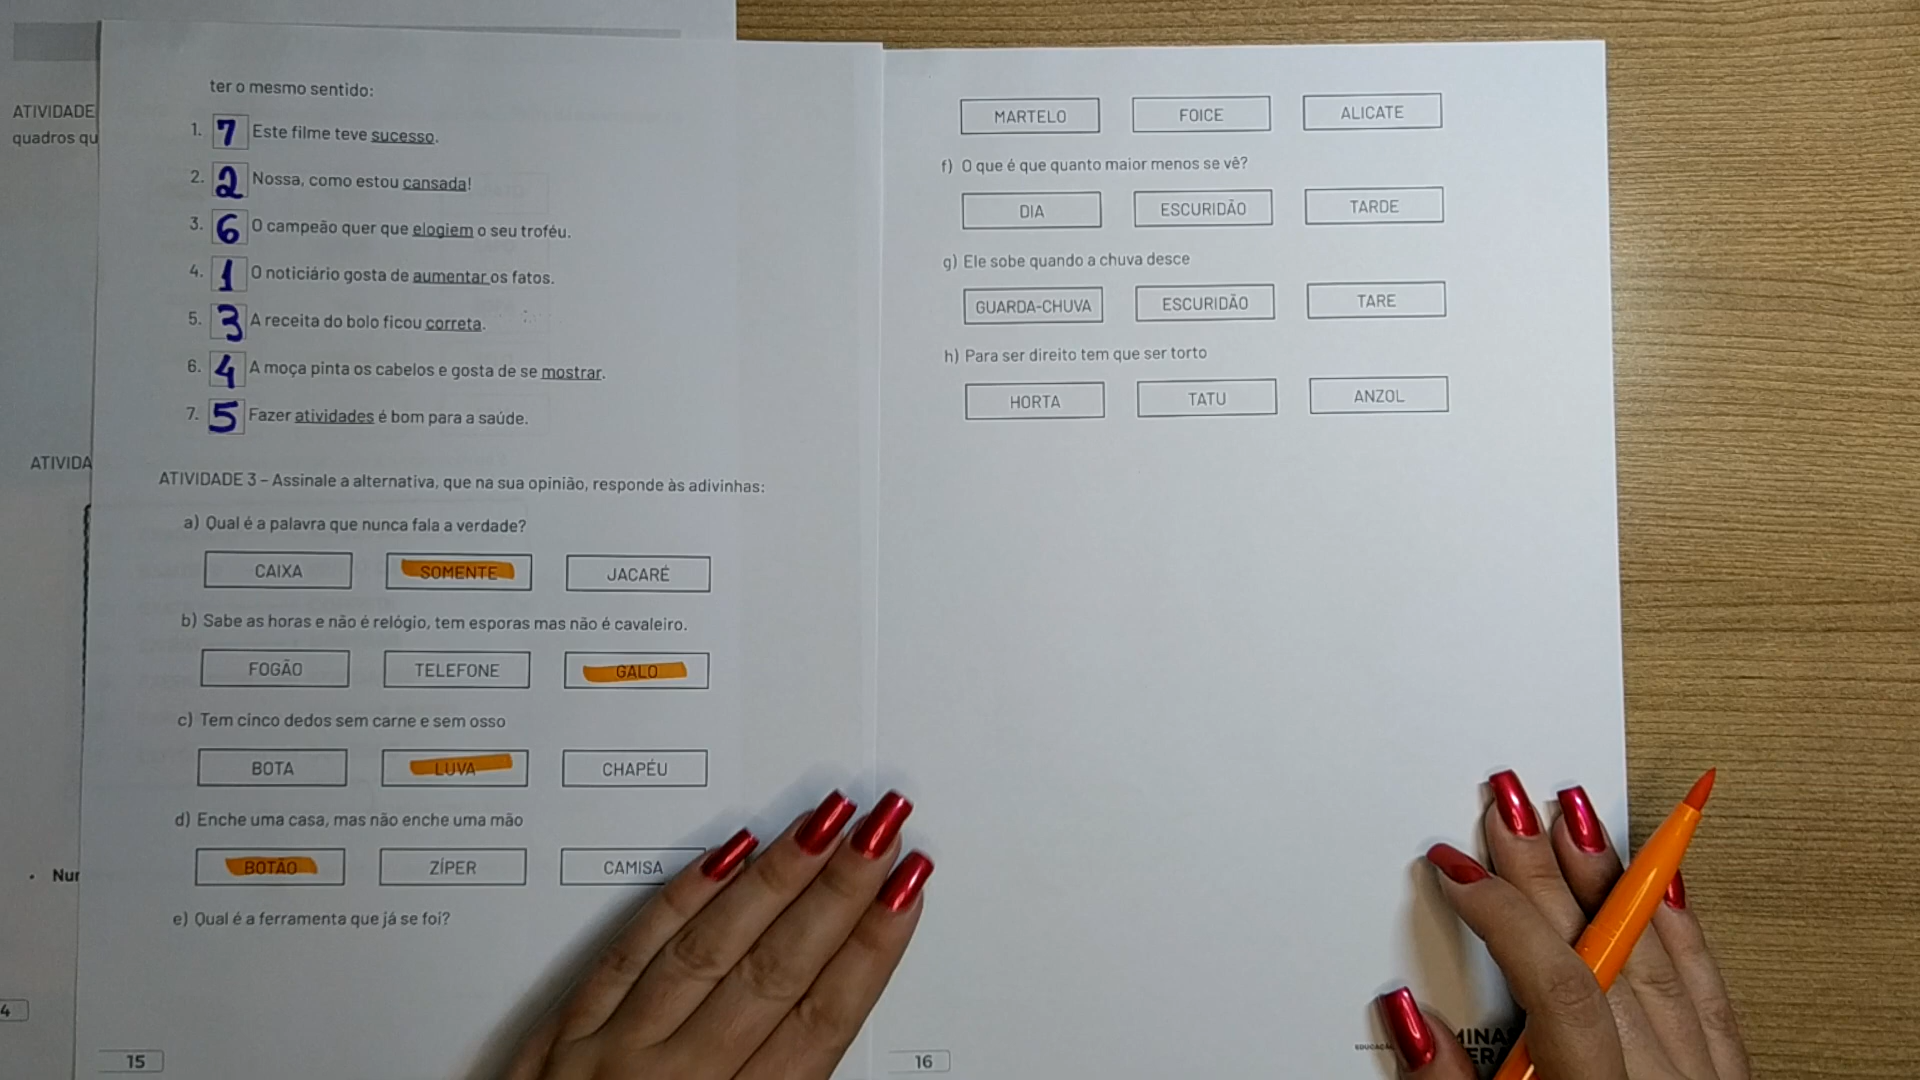 ATIVIDADE
quadros qu
ATIVIDA
Nur
4
ter o mesmo sentido:
1. 7 Este filme teve sucesso.
2. 2 Nossa, como estou cansada!
3. 6 O campeão quer que elogiem o seu troféu.
4. 1 O noticiário gosta de aumentar os fatos.
5. 3 A receita do bolo ficou correta.
6. 4 A moça pinta os cabelos e gosta de se mostrar.
7. 5 Fazer atividades é bom para a saúde.
ATIVIDADE 3 – Assinale a alternativa, que na sua opinião, responde às adivinhas:
a) Qual é a palavra que nunca fala a verdade?
CAIXA SOMENTE JACARÉ
b) Sabe as horas e não é relógio, tem esporas mas não é cavaleiro.
FOGÃO TELEFONE GALO
c) Tem cinco dedos sem carne e sem osso
BOTA LUVA CHAPÉU
d) Enche uma casa, mas não enche uma mão
BOTÃO ZÍPER CAMISA
e) Qual é a ferramenta que já se foi?
15
MARTELO FOICE ALICATE
f) O que é que quanto maior menos se vê?
DIA ESCURIDÃO TARDE
g) Ele sobe quando a chuva desce
GUARDA-CHUVA ESCURIDÃO TARE
h) Para ser direito tem que ser torto
HORTA TATU ANZOL
16